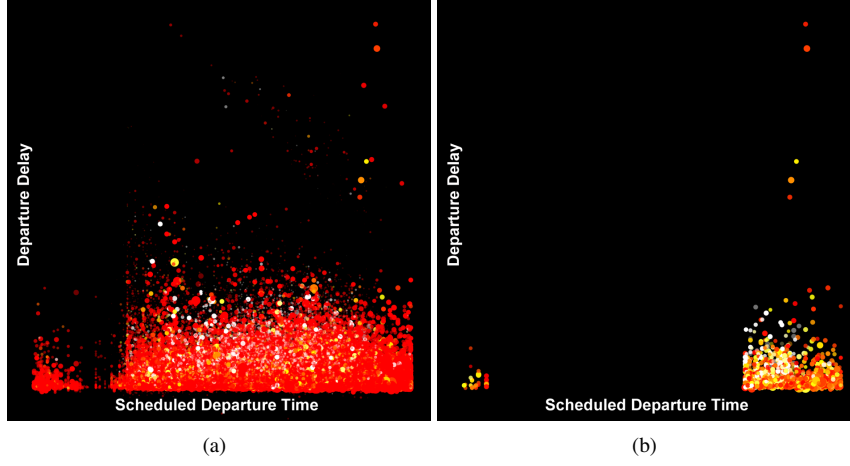 Departure Delay
Scheduled Departure Time
(a)
Departure Delay
Scheduled Departure Time
(b)